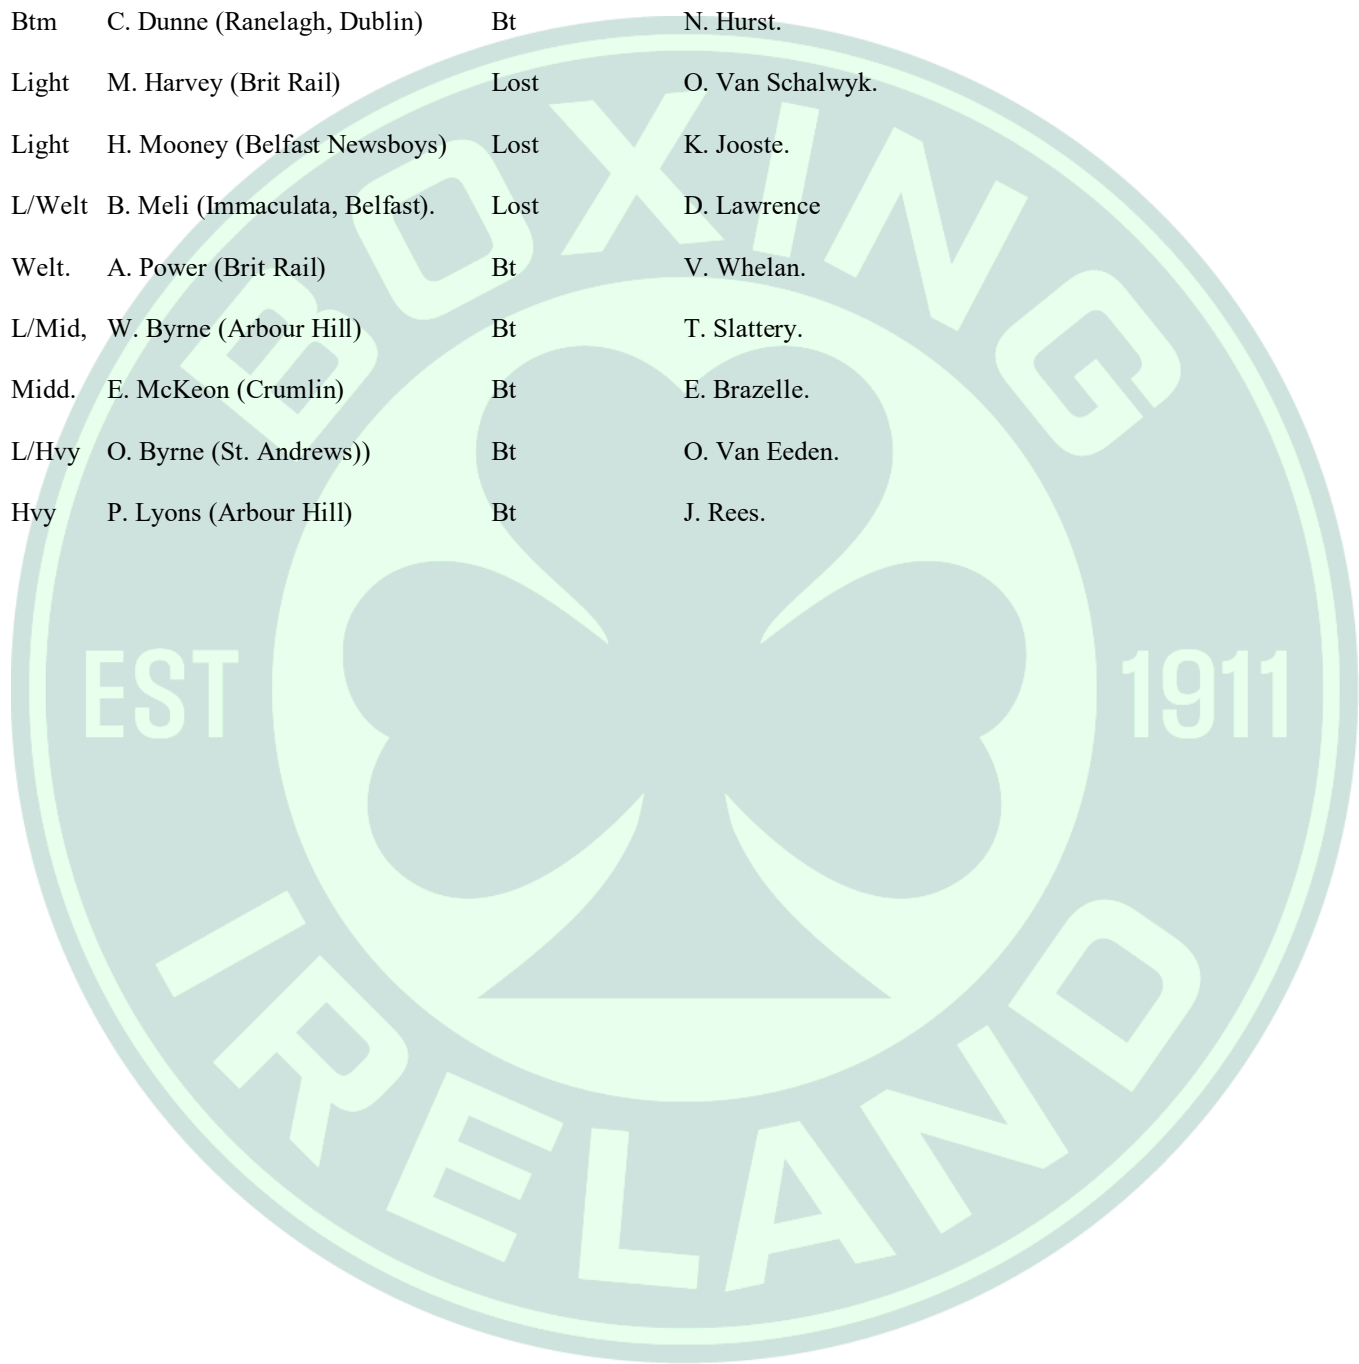 Btm C. Dunne (Ranelagh, Dublin) Bt N. Hurst.
Light M. Harvey (Brit Rail) Lost O. Van Schalwyk.
Light H. Mooney (Belfast Newsboys) Lost K. Jooste.
L/Welt B. Meli (Immaculata, Belfast). Lost D. Lawrence
Welt. A. Power (Brit Rail) Bt V. Whelan.
L/Mid, W. Byrne (Arbour Hill) Bt T. Slattery.
Midd. E. McKeon (Crumlin) Bt E. Brazelle.
L/Hvy O. Byrne (St. Andrews)) Bt O. Van Eeden.
Hvy P. Lyons (Arbour Hill) Bt J. Rees.
BOXING
EST 1911
IRELAND